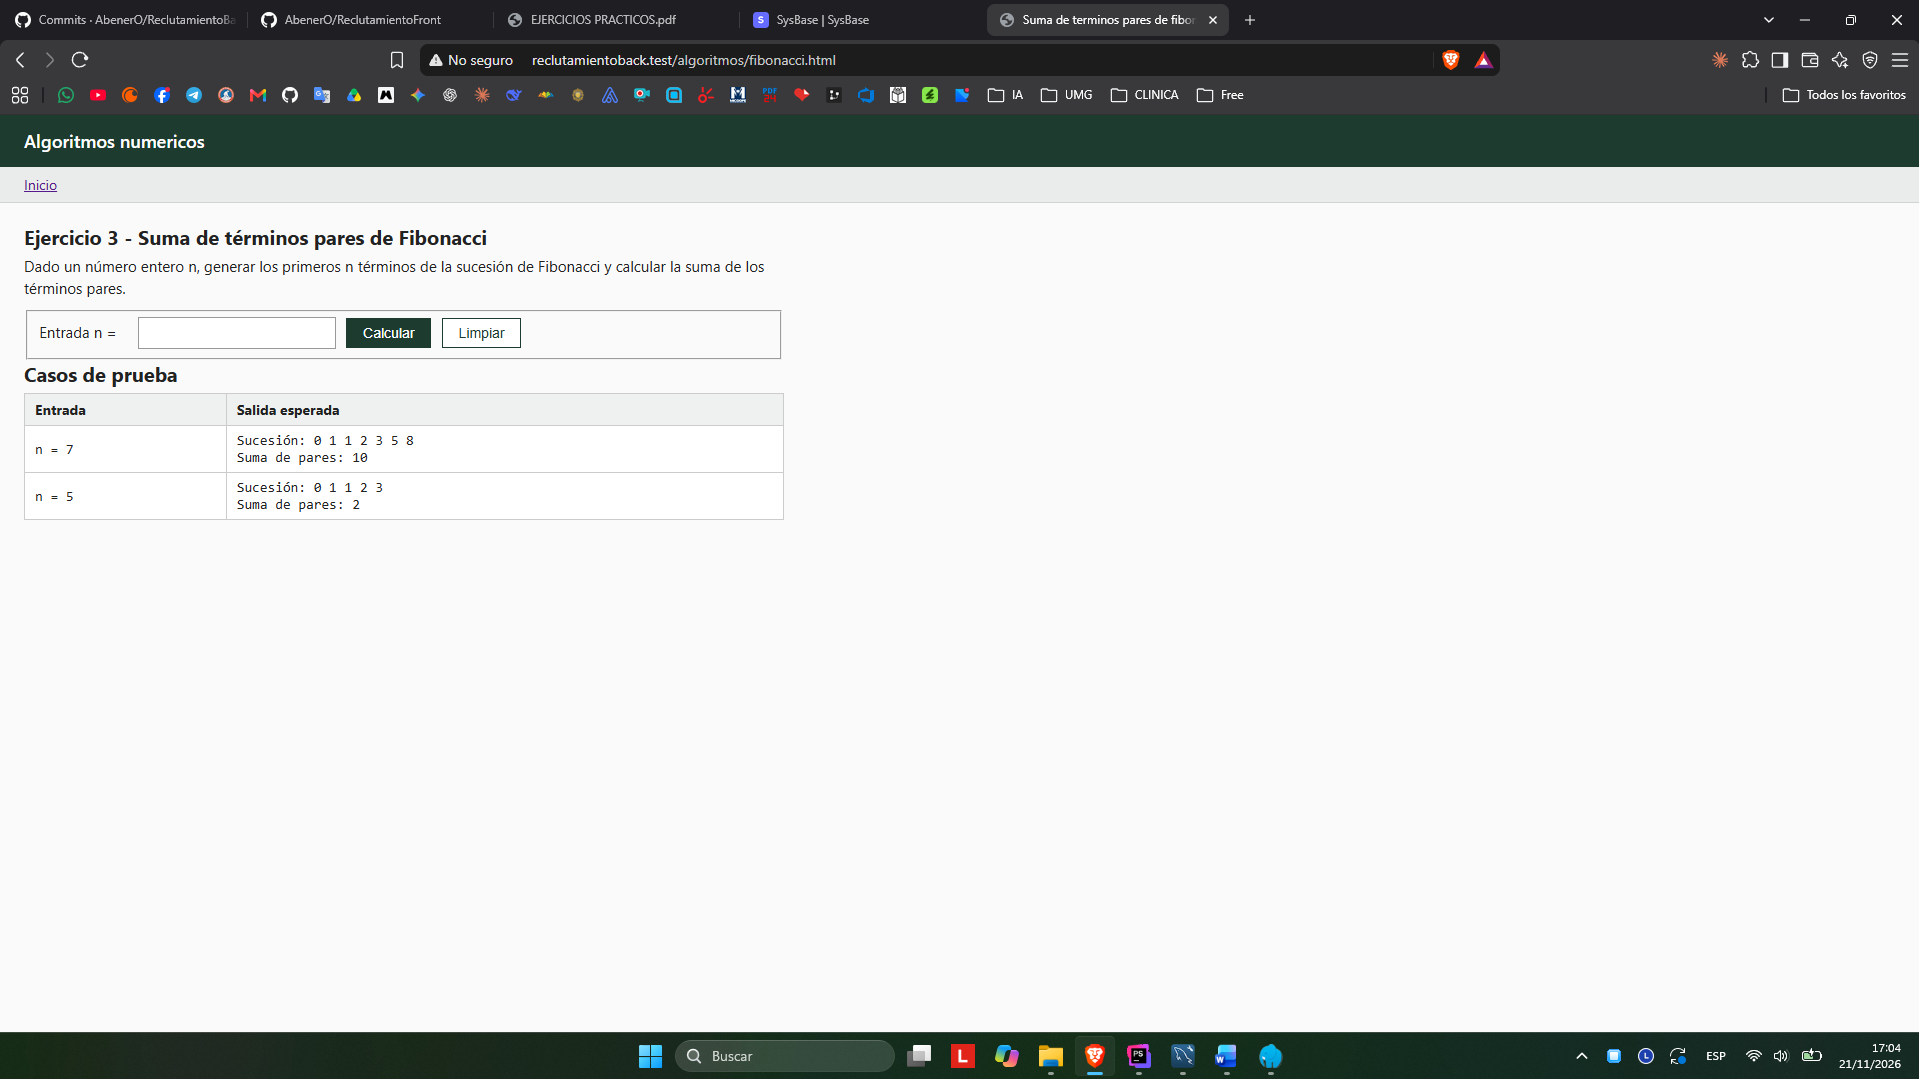 Commits · AbenerO/ReclutamientoBa
AbenerO/ReclutamientoFront
EJERCICIOS PRACTICOS.pdf
S
SysBase | SysBase
Suma de terminos pares de fibon
No seguro
reclutamientoback.test/algoritmos/fibonacci.html
IA
UMG
CLINICA
Free
Todos los favoritos
Algoritmos numericos
Inicio
Ejercicio 3 - Suma de términos pares de Fibonacci
Dado un número entero n, generar los primeros n términos de la sucesión de Fibonacci y calcular la suma de los
términos pares.
Entrada n =
Calcular
Limpiar
Casos de prueba
Entrada
Salida esperada
n = 7
Sucesión: 0 1 1 2 3 5 8
Suma de pares: 10
n = 5
Sucesión: 0 1 1 2 3
Suma de pares: 2
Buscar
L
PS
W
L
ESP
17:04
21/11/2026